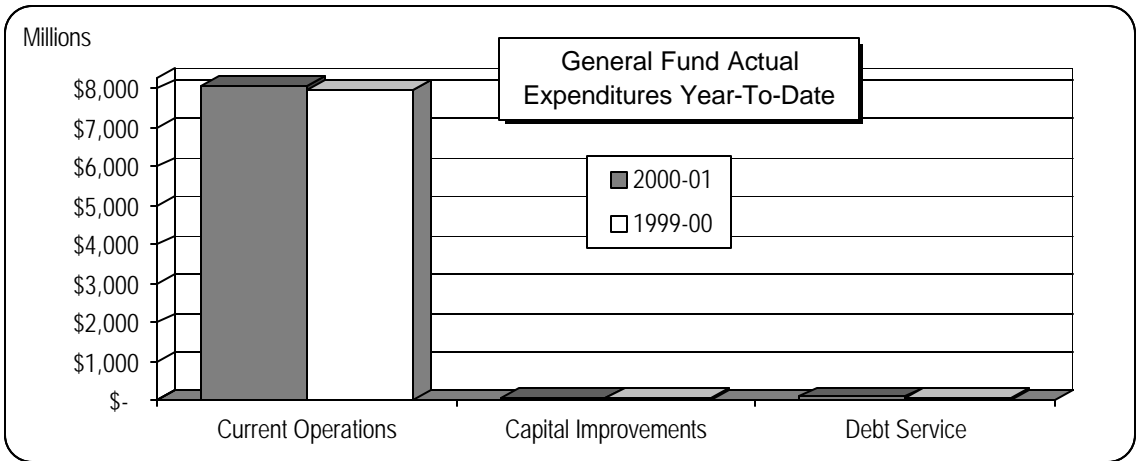 Millions
General Fund Actual
Expenditures Year-To-Date
$8,000
$7,000
$6,000
$5,000
$4,000
$3,000
$2,000
$1,000
$-
2000-01
1999-00
Current Operations
Capital Improvements
Debt Service